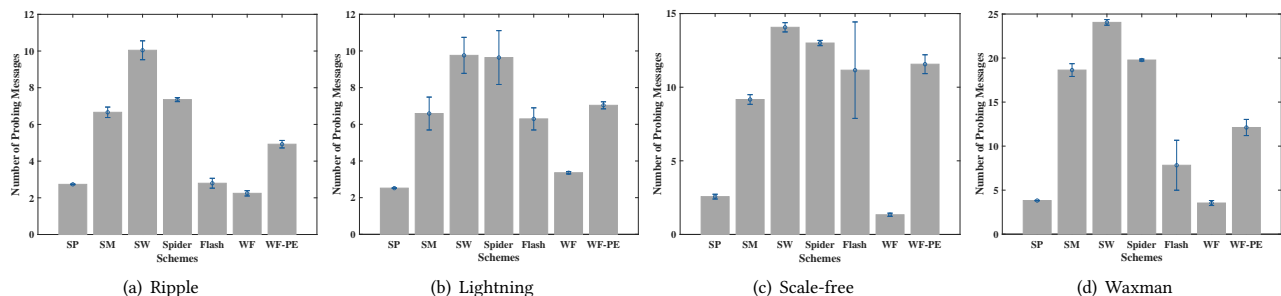 Number of Probing Messages
12
10
8
6
4
2
0
SP SM SW Spider Flash WF WF-PE
Schemes
(a) Ripple
Number of Probing Messages
12
10
8
6
4
2
0
SP SM SW Spider Flash WF WF-PE
Schemes
(b) Lightning
Number of Probing Messages
15
10
5
0
SP SM SW Spider Flash WF WF-PE
Schemes
(c) Scale-free
Number of Probing Messages
25
20
15
10
5
0
SP SM SW Spider Flash WF WF-PE
Schemes
(d) Waxman